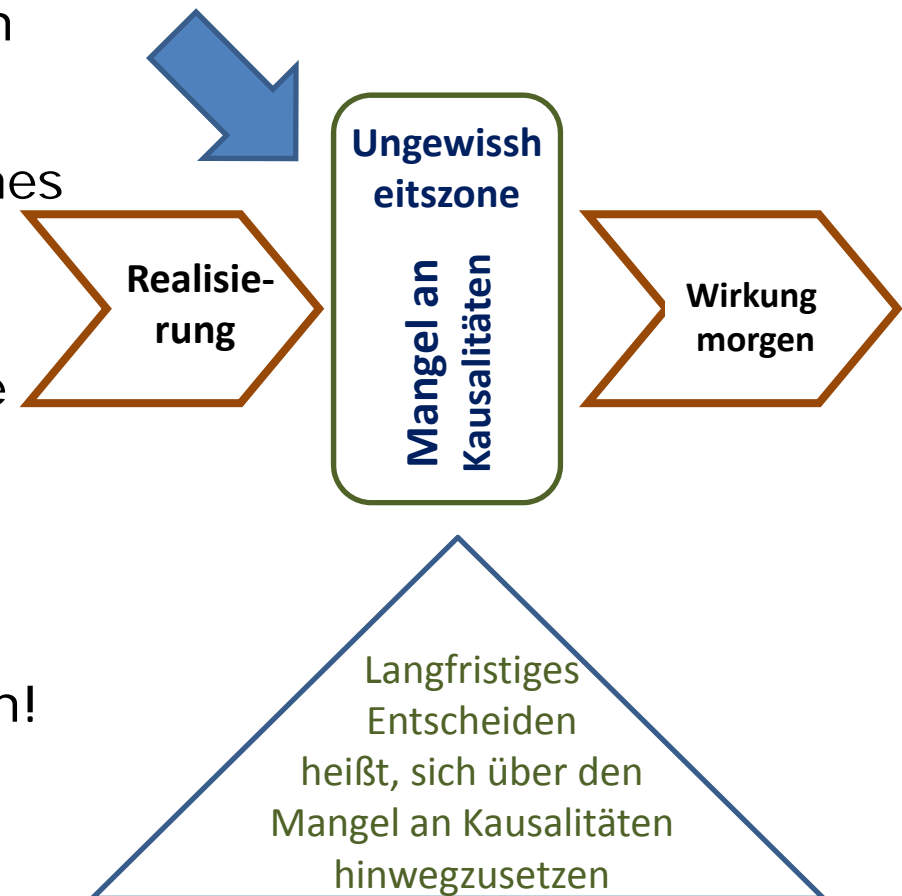 n
nes
e
n!
Realisie-
rung
Ungewissh
eitszone
Mangel an
Kausalitäten
Wirkung
morgen
Langfristiges
Entscheiden
heißt, sich über den
Mangel an Kausalitäten
hinwegzusetzen